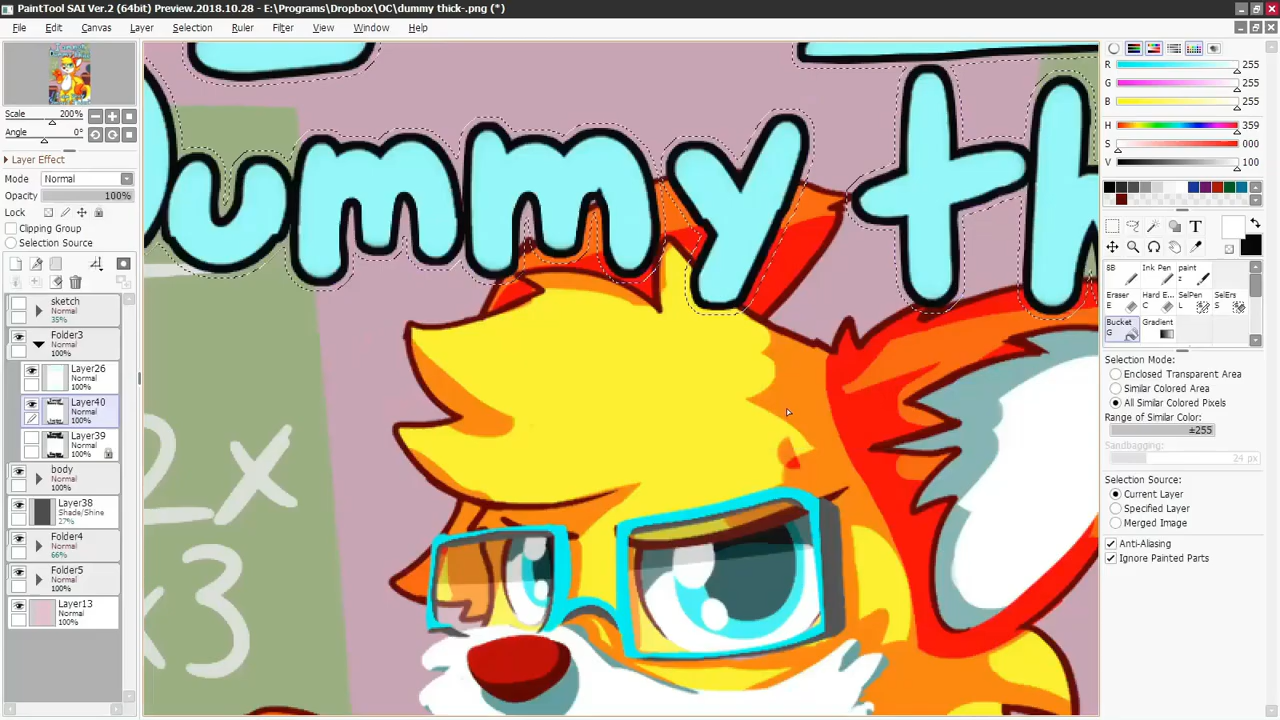 PaintTool SAI Ver.2 (64bit) Preview.2018.10.28 - E:\Programs\Dropbox\OC\dummy thick-.png (*)
File Edit Canvas Layer Selection Ruler Filter View Window Help
Scale 200%
Angle 0°
Layer Effect
Mode Normal
Opacity 100%
Lock
Clipping Group
Selection Source
sketch
Normal
35%
Folder3
Normal
100%
Layer26
Normal
100%
Layer40
Normal
100%
Layer39
Normal
100%
body
Normal
100%
Layer38
Shade/Shine
27%
Folder4
Normal
66%
Folder5
Normal
100%
Layer13
Normal
100%
Dummy th
2x
x3
R 255
G 255
B 255
H 359
S 000
V 100
T
SB Ink Pen paint
Eraser Hard E... SelPen SelErs
E C L S
Bucket Gradient
G
Selection Mode:
Enclosed Transparent Area
Similar Colored Area
All Similar Colored Pixels
Range of Similar Color:
±255
Sandbagging:
24 px
Selection Source:
Current Layer
Specified Layer
Merged Image
Anti-Aliasing
Ignore Painted Parts